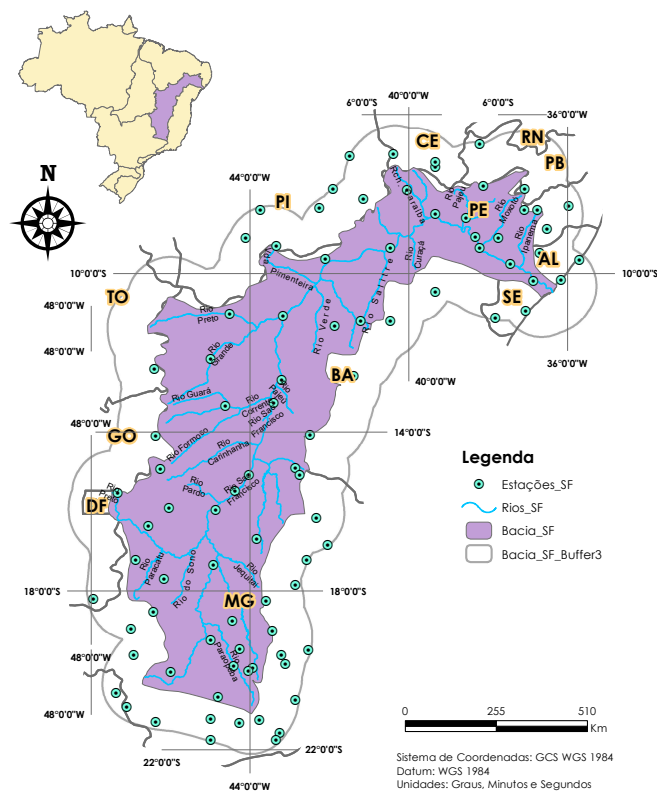 40°0'0"W
6°0'0"S
6°0'0"S
36°0'0"W
CE
RN
PB
N
44°0'0"W
PI
Rch. Caraíba
Rio Pajeú
PE
Rio Moxotó
Rio Ipanema
Rio Curaçá
AL
10°0'0"S
Pimenteira
Rio Salitre
10°0'0"S
TO
SE
48°0'0"W
Rio Preto
Rio Verde
48°0'0"W
Rio Grande
36°0'0"W
BA
40°0'0"W
Rio Guará
Rio Corrente
48°0'0"W
GO
Rio Formoso
Rio São Francisco
14°0'0"S
Rio Carinhanha
Legenda
Rio Pardo
Rio São Francisco
Estações_SF
Rio Preto
DF
Rios_SF
Bacia_SF
Bacia_SF_Buffer3
Rio Paracatu
Rio do Sono
Rio Jequitaí
18°0'0"S
18°0'0"S
MG
48°0'0"W
Rio Paraopeba
48°0'0"W
0 255 510
Km
22°0'0"S
22°0'0"S
44°0'0"W
Sistema de Coordenadas: GCS WGS 1984
Datum: WGS 1984
Unidades: Graus, Minutos e Segundos